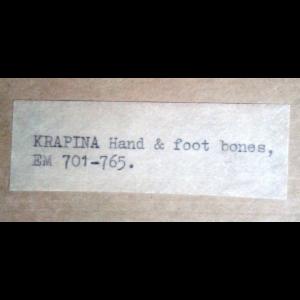 KRAPINA Hand & foot bones,
EM 701-765.